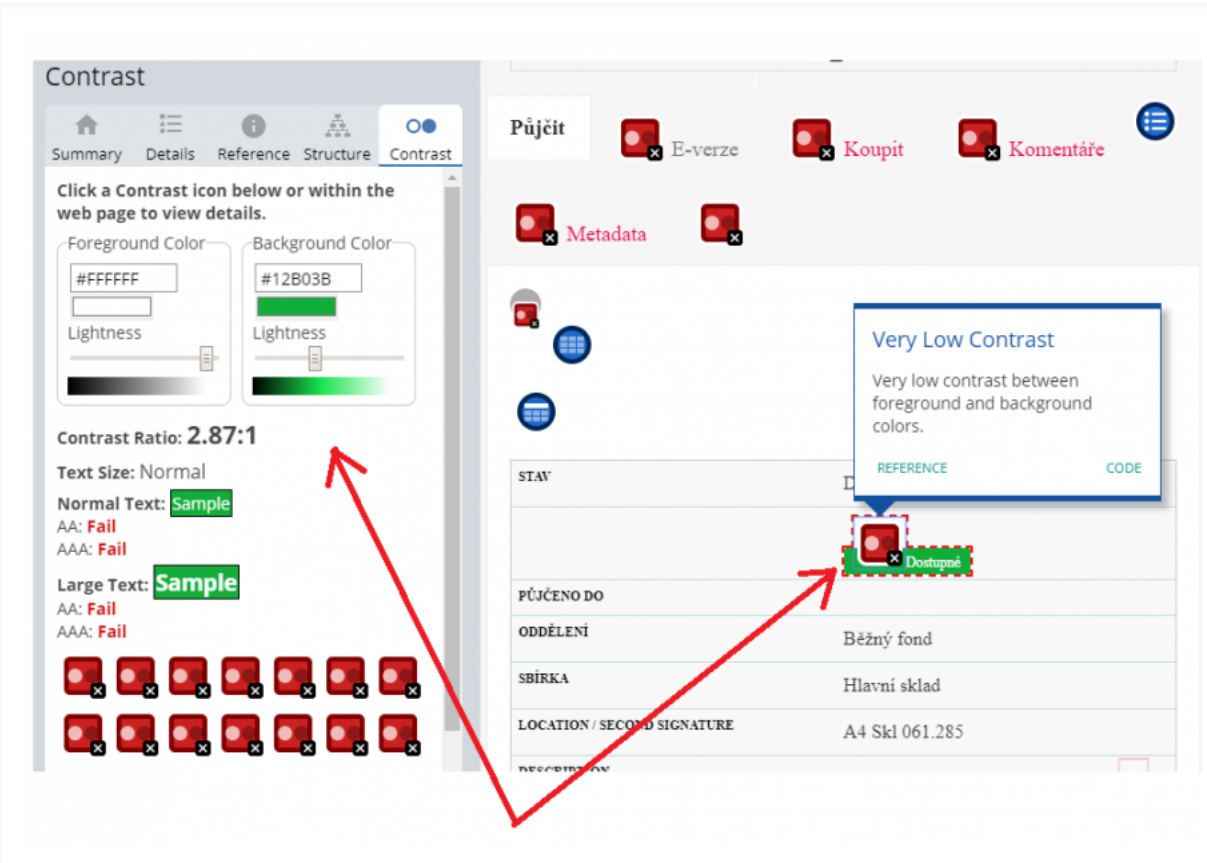 Contrast
Summary Details Reference Structure Contrast
Click a Contrast icon below or within the
web page to view details.
Foreground Color
#FFFFFF
Lightness
Background Color
#12B03B
Lightness
Contrast Ratio: 2.87:1
Text Size: Normal
Normal Text: Sample
AA: Fail
AAA: Fail
Large Text: Sample
AA: Fail
AAA: Fail
Půjčit
E-verze
Koupit
Komentáře
Metadata
Very Low Contrast
Very low contrast between
foreground and background
colors.
REFERENCE CODE
STAV
Dostupné
PŮJČENO DO
ODDĚLENÍ Běžný fond
SBÍRKA Hlavní sklad
LOCATION / SECOND SIGNATURE A4 Skl 061.285
DESCRIPTION